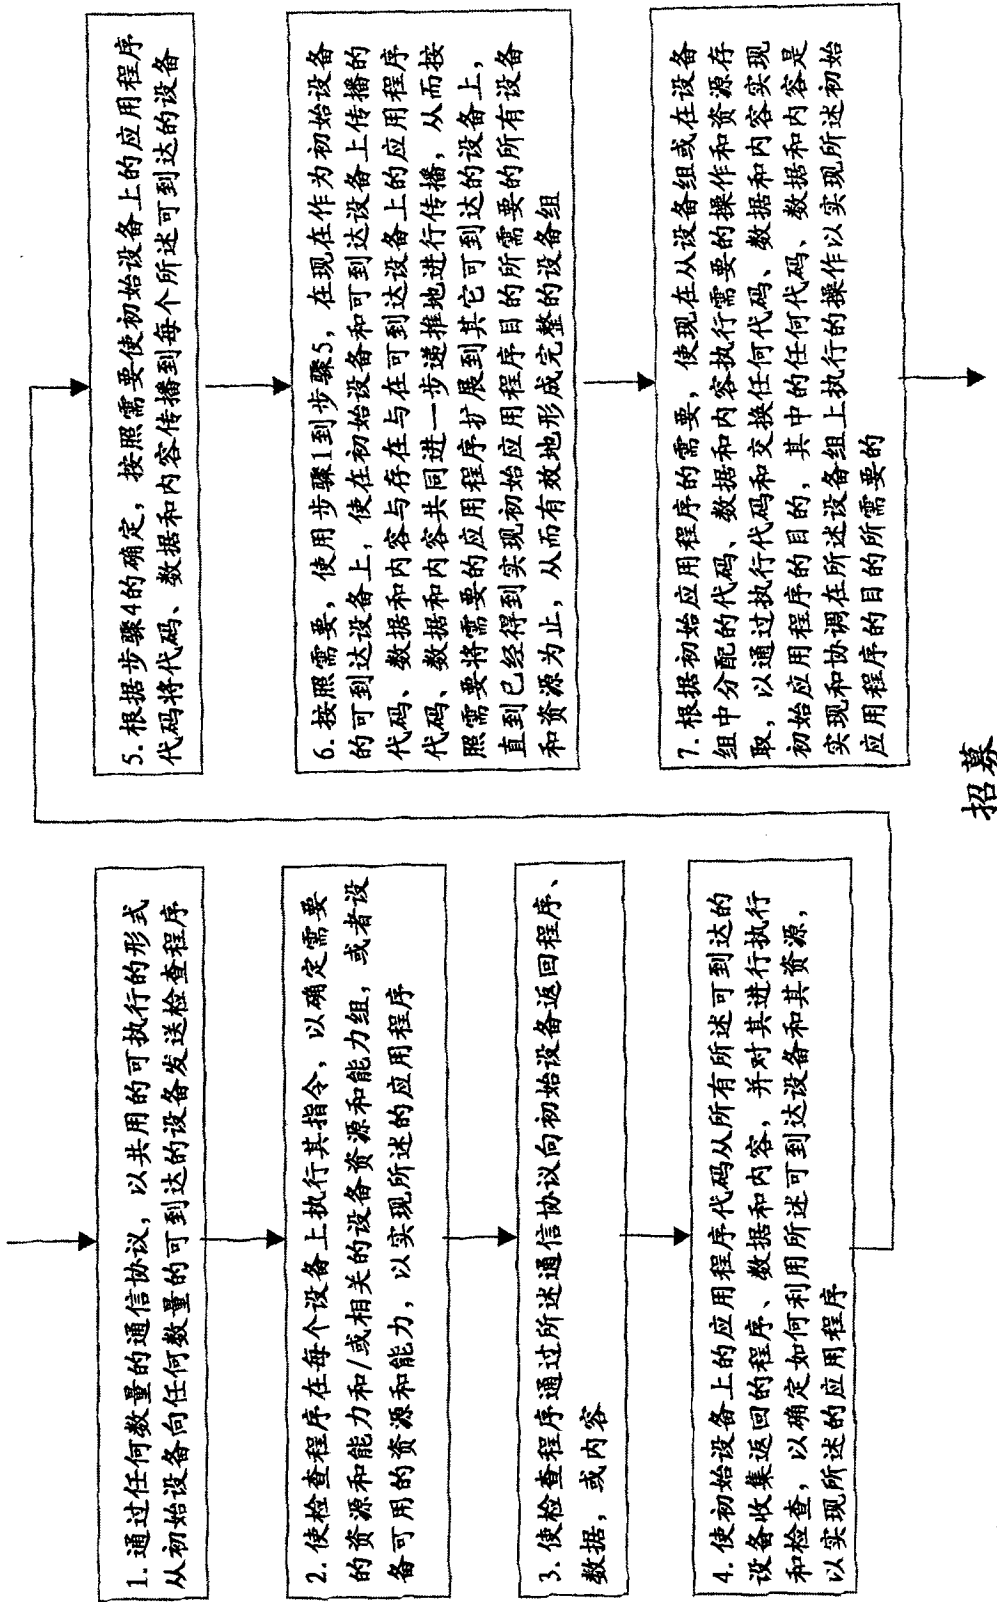 1. 通过任何数量的通信协议，以共用的可执行的形式
从初始设备向任何数量的可到达的设备发送检查程序
2. 使检查程序在每个设备上执行其指令，以确定需要
的资源和能力和/或相关的设备资源和能力组，或者设
备可用的资源和能力，以实现所述的应用程序
3. 使检查程序通过所述通信协议向初始设备返回程序、
数据，或内容
4. 使初始设备上的应用程序代码从所有所述可到达的
设备收集返回的程序、数据和内容，并对其进行执行
和检查，以确定如何利用所述可到达设备和其资源，
以实现所述的应用程序
5. 根据步骤4的确定，按照需要使初始设备上的应用程序
代码将代码、数据和内容传播到每个所述可到达的设备
6. 按照需要，使用步骤1到步骤5，在现在作为初始设备
的可到达设备上，使在初始设备和可到达设备上传播的
代码、数据和内容与存在与在可到达设备上的应用程序
代码、数据和内容共同进一步递推地进行传播，从而按
照需要将需要的应用程序扩展到其它可到达的设备上，
直到已经得到实现初始应用程序目的所需要的所有设备
和资源为止，从而有效地形成完整的设备组
7. 根据初始应用程序的需要，使现在从设备组或在设备
组中分配的代码、数据和内容执行需要的操作和资源存
取，以通过执行代码和交换任何代码、数据和内容实现
初始应用程序的目的，其中的任何代码、数据和内容是
实现和协调在所述设备组上执行的操作以实现所述初始
应用程序的目的所需要的
招募